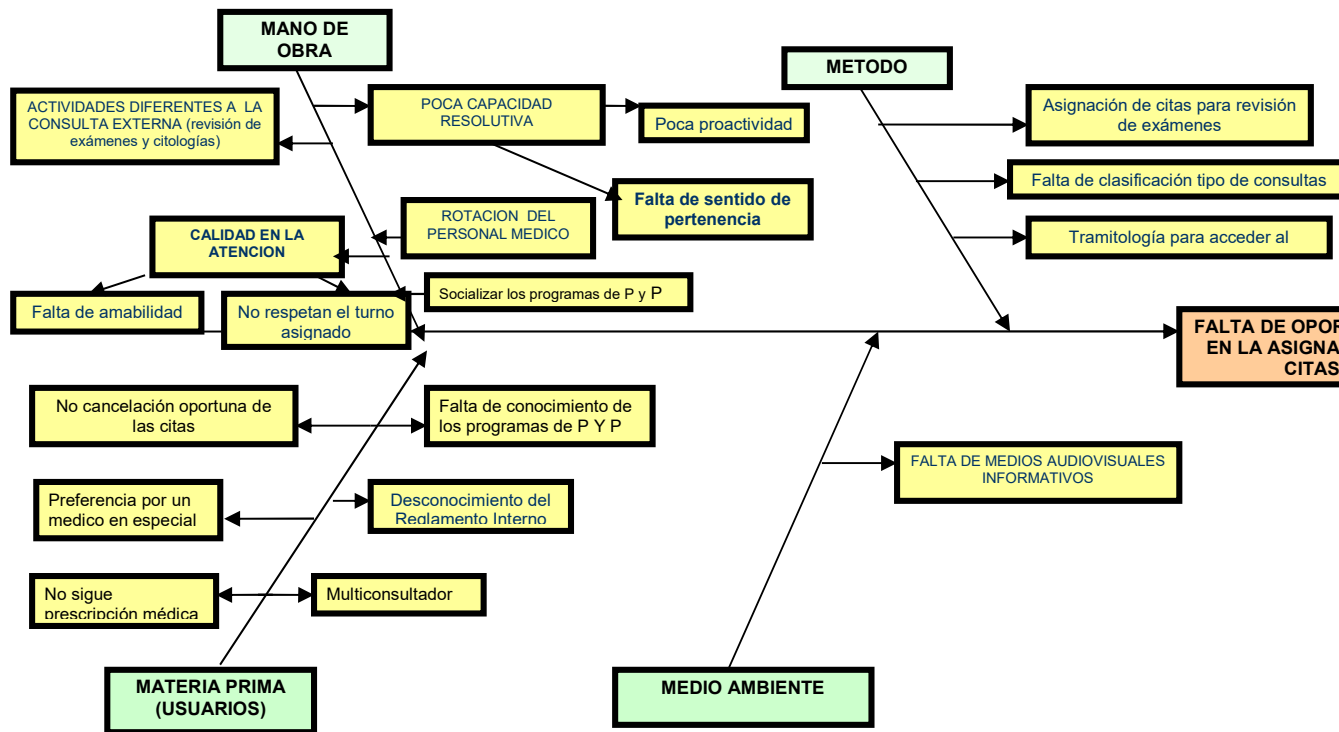 MANO DE
OBRA
METODO
ACTIVIDADES DIFERENTES A LA
CONSULTA EXTERNA (revisión de
exámenes y citologías)
POCA CAPACIDAD
RESOLUTIVA
Poca proactividad
Asignación de citas para revisión
de exámenes
Falta de clasificación tipo de consultas
Falta de sentido de
pertenencia
ROTACION DEL
PERSONAL MEDICO
CALIDAD EN LA
ATENCION
Tramitología para acceder al
Socializar los programas de P y P
Falta de amabilidad
No respetan el turno
asignado
FALTA DE OPOR
EN LA ASIGNA
CITAS
No cancelación oportuna de
las citas
Falta de conocimiento de
los programas de P Y P
FALTA DE MEDIOS AUDIOVISUALES
INFORMATIVOS
Preferencia por un
medico en especial
Desconocimiento del
Reglamento Interno
No sigue
prescripción médica
Multiconsultador
MATERIA PRIMA
(USUARIOS)
MEDIO AMBIENTE